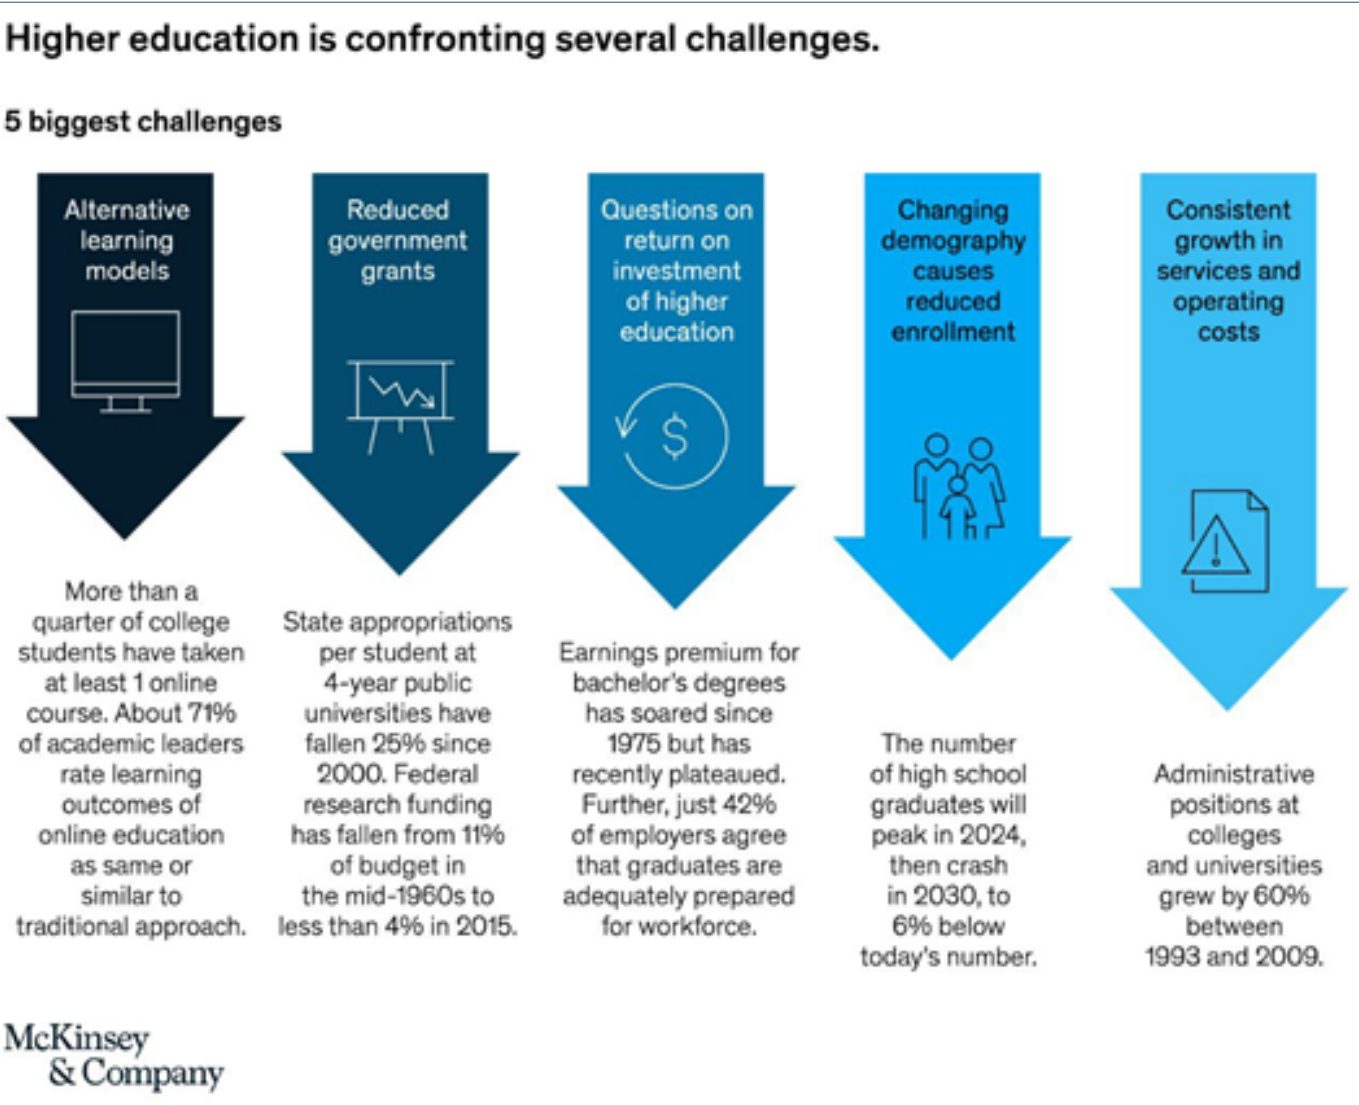 Higher education is confronting several challenges.
5 biggest challenges
Alternative
learning
models
More than a
quarter of college
students have taken
at least 1 online
course. About 71%
of academic leaders
rate learning
outcomes of
online education
as same or
similar to
traditional approach.
Reduced
government
grants
State appropriations
per student at
4-year public
universities have
fallen 25% since
2000. Federal
research funding
has fallen from 11%
of budget in
the mid-1960s to
less than 4% in 2015.
Questions on
return on
investment
of higher
education
$
Earnings premium for
bachelor's degrees
has soared since
1975 but has
recently plateaued.
Further, just 42%
of employers agree
that graduates are
adequately prepared
for workforce.
Changing
demography
causes
reduced
enrollment
The number
of high school
graduates will
peak in 2024,
then crash
in 2030, to
6% below
today's number.
Consistent
growth in
services and
operating
costs
!
Administrative
positions at
colleges
and universities
grew by 60%
between
1993 and 2009.
McKinsey
& Company